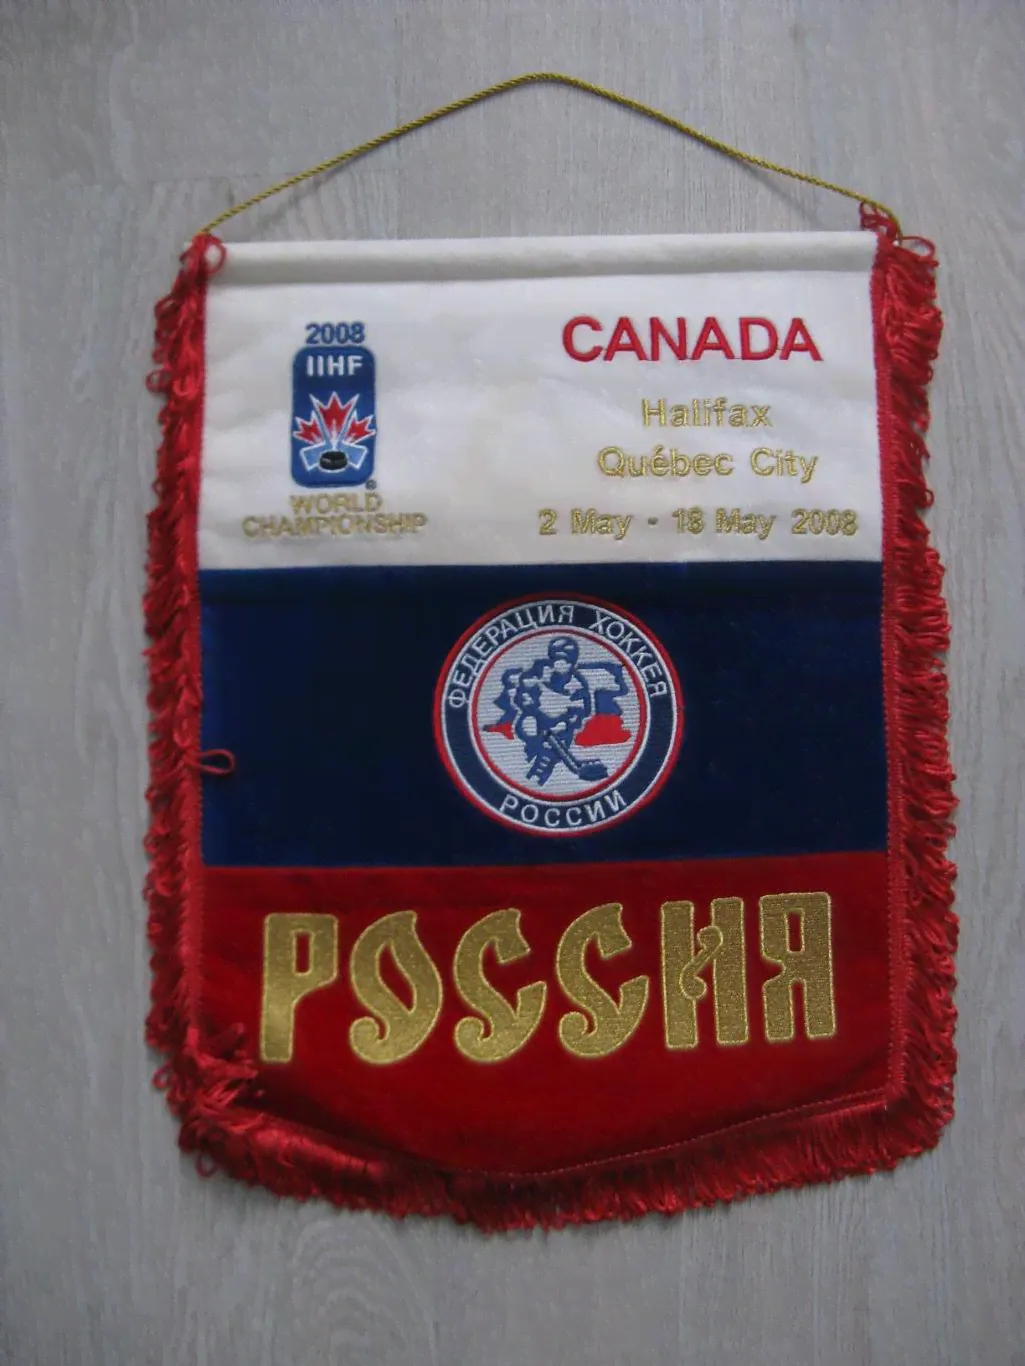 2008
IIHF
®
WORLD
CHAMPIONSHIP
CANADA
Halifax
Québec City
2 May - 18 May 2008
ФЕДЕРАЦИЯ ХОККЕЯ
РОССИИ
РОССИЯ